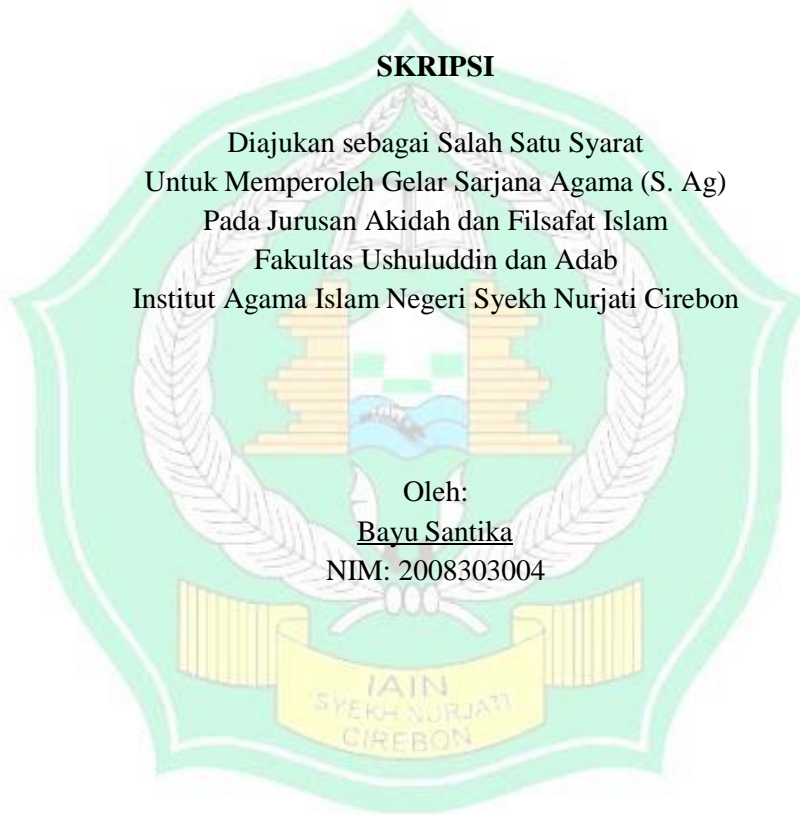 SKRIPSI
Diajukan sebagai Salah Satu Syarat
Untuk Memperoleh Gelar Sarjana Agama (S. Ag)
Pada Jurusan Akidah dan Filsafat Islam
Fakultas Ushuluddin dan Adab
Institut Agama Islam Negeri Syekh Nurjati Cirebon
Oleh:
Bayu Santika
NIM: 2008303004
IAIN
SYEKH NURJATI
CIREBON